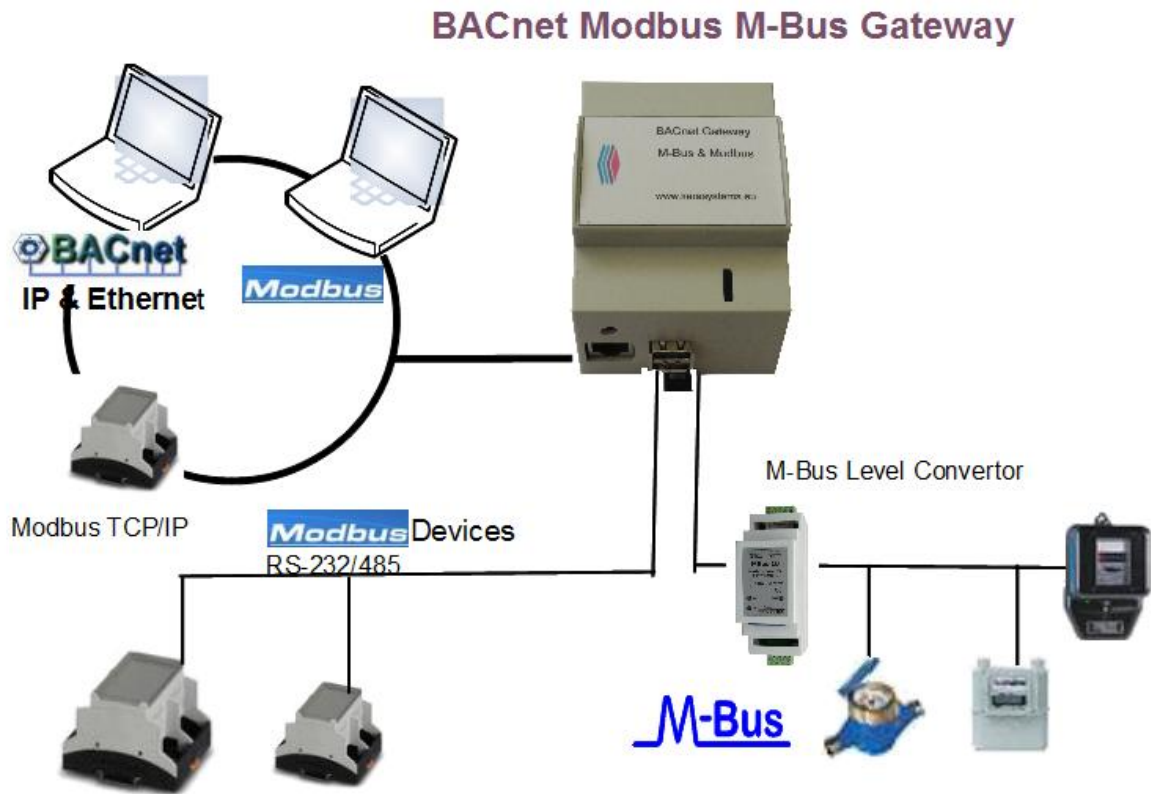 BACnet Modbus M-Bus Gateway
BACnet Gateway
M-Bus & Modbus
BACnet
IP & Ethernet
Modbus
M-Bus Level Convertor
Modbus TCP/IP
Modbus Devices
RS-232/485
M-Bus